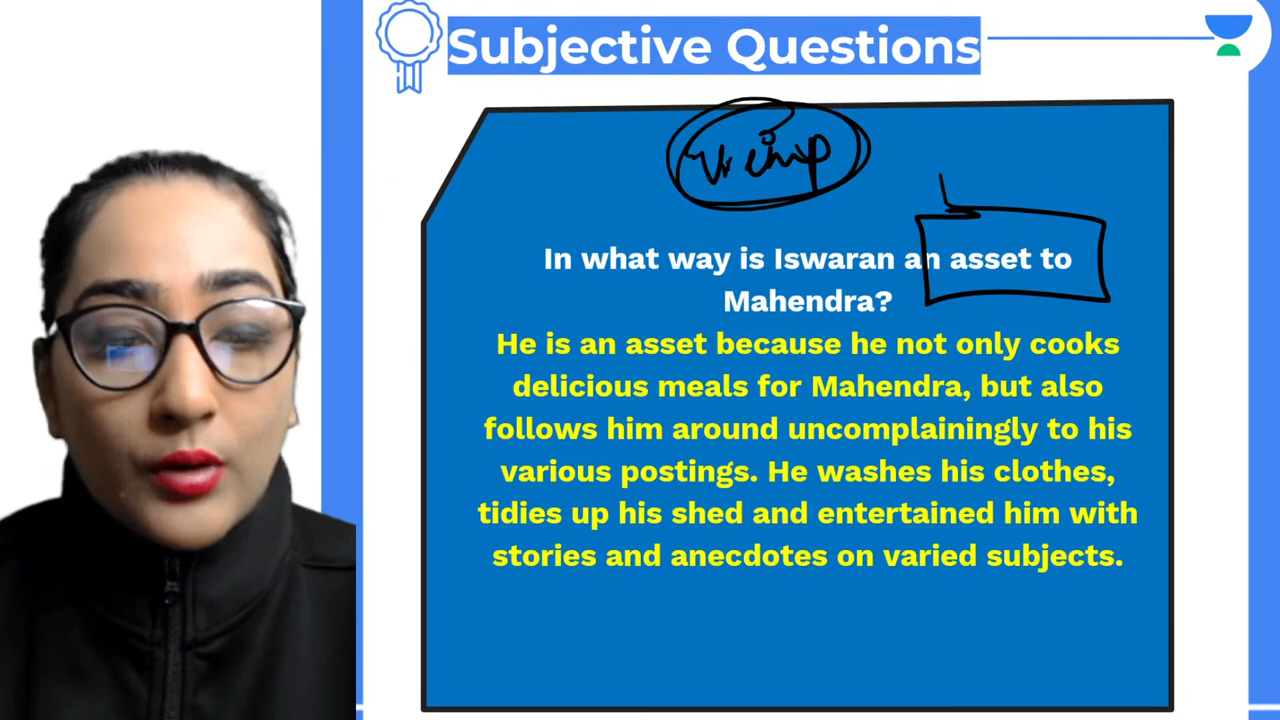 Subjective Questions
Vr imp
In what way is Iswaran an asset to
Mahendra?
He is an asset because he not only cooks
delicious meals for Mahendra, but also
follows him around uncomplainingly to his
various postings. He washes his clothes,
tidies up his shed and entertained him with
stories and anecdotes on varied subjects.